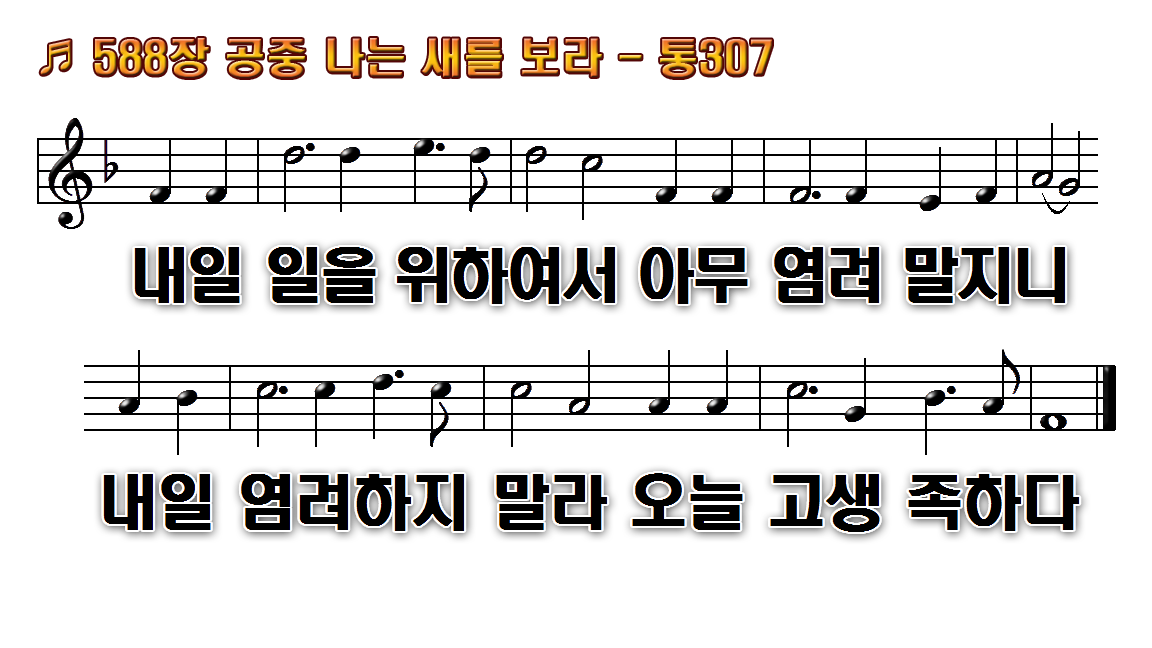 588장 공중 나는 새를 보라 - 통307
내일 일을 위하여서 아무 염려 말지니
내일 염려하지 말라 오늘 고생 족하다